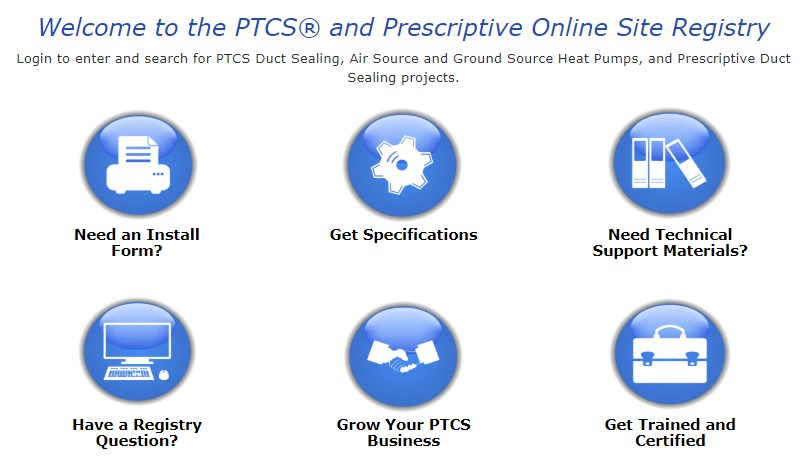 Welcome to the PTCS® and Prescriptive Online Site Registry
Login to enter and search for PTCS Duct Sealing, Air Source and Ground Source Heat Pumps, and Prescriptive Duct
Sealing projects.
Need an Install
Form?
Get Specifications
Need Technical
Support Materials?
Have a Registry
Question?
Grow Your PTCS
Business
Get Trained and
Certified